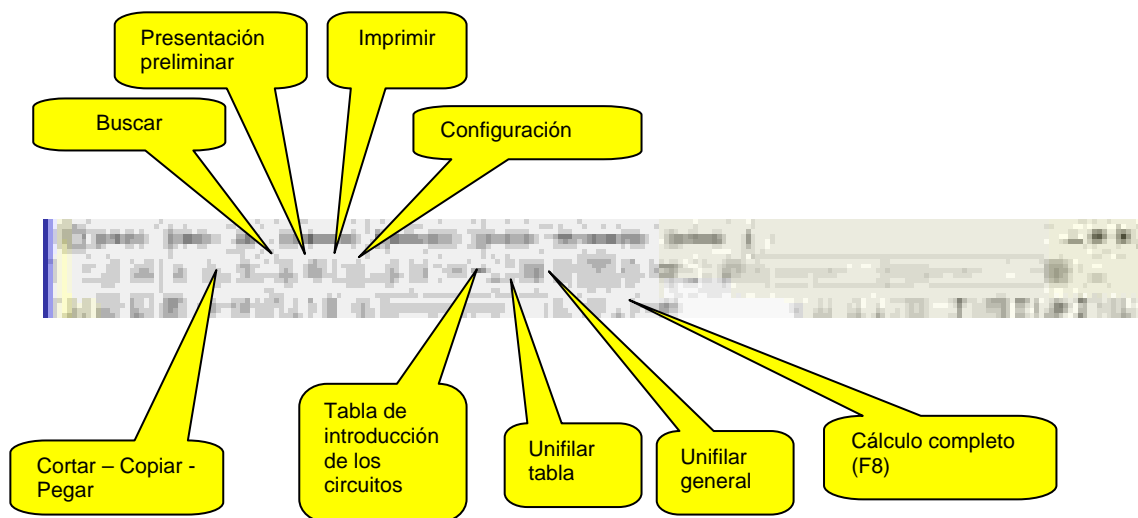 Presentación
preliminar
Imprimir
Buscar
Configuración
Tabla de
introducción
de los
circuitos
Unifilar
tabla
Unifilar
general
Cálculo completo
(F8)
Cortar – Copiar -
Pegar